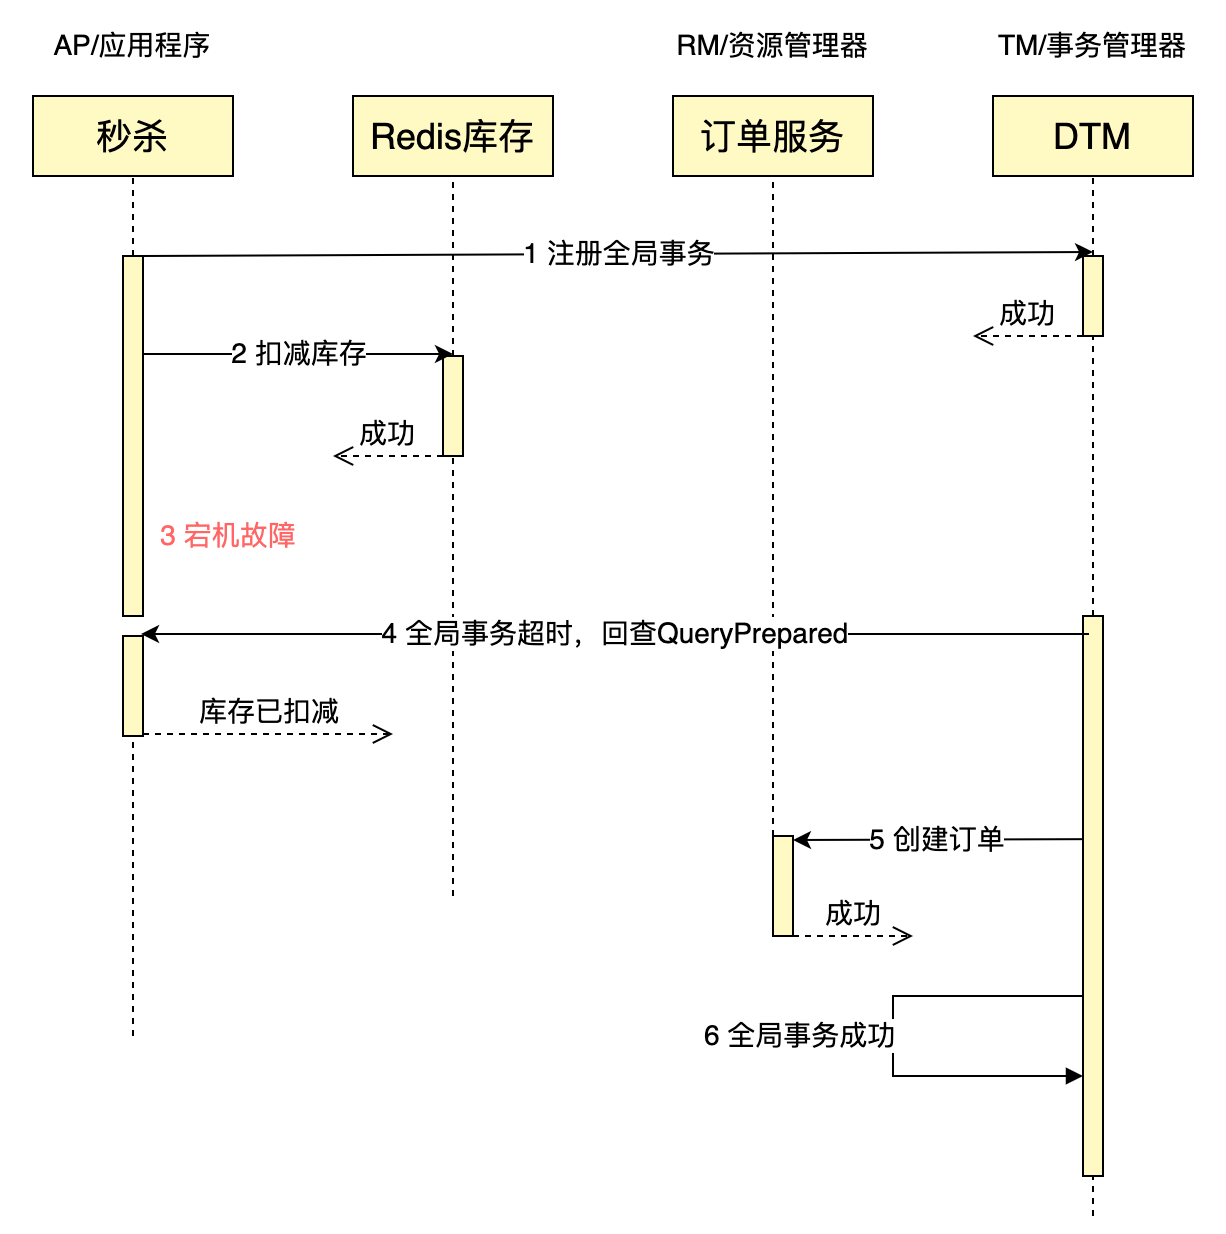 AP/应用程序
RM/资源管理器
TM/事务管理器
秒杀
Redis库存
订单服务
DTM
1 注册全局事务
成功
2 扣减库存
成功
3 宕机故障
4 全局事务超时，回查QueryPrepared
库存已扣减
5 创建订单
成功
6 全局事务成功